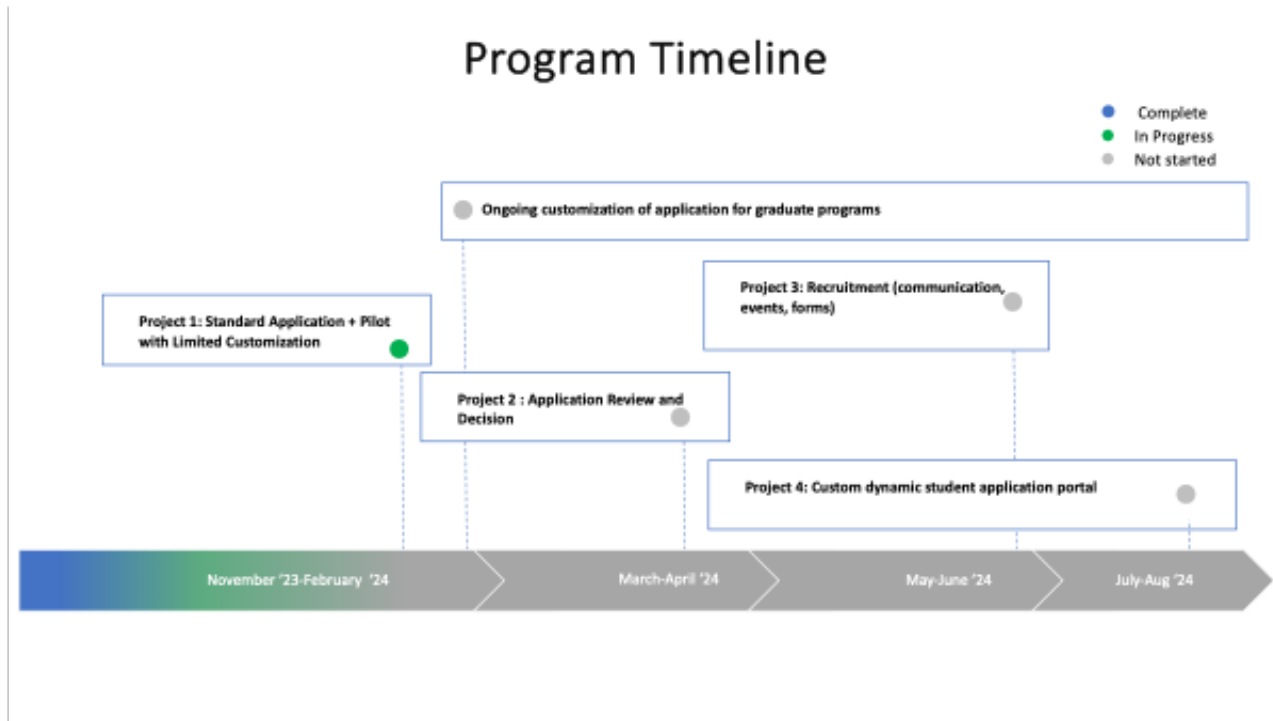 Program Timeline
Complete
In Progress
Not started
Ongoing customization of application for graduate programs
Project 3: Recruitment (communication,
events, forms)
Project 1: Standard Application + Pilot
with Limited Customization
Project 2 : Application Review and
Decision
Project 4: Custom dynamic student application portal
November ‘23-February ‘24
March-April ‘24
May-June ‘24
July-Aug ‘24